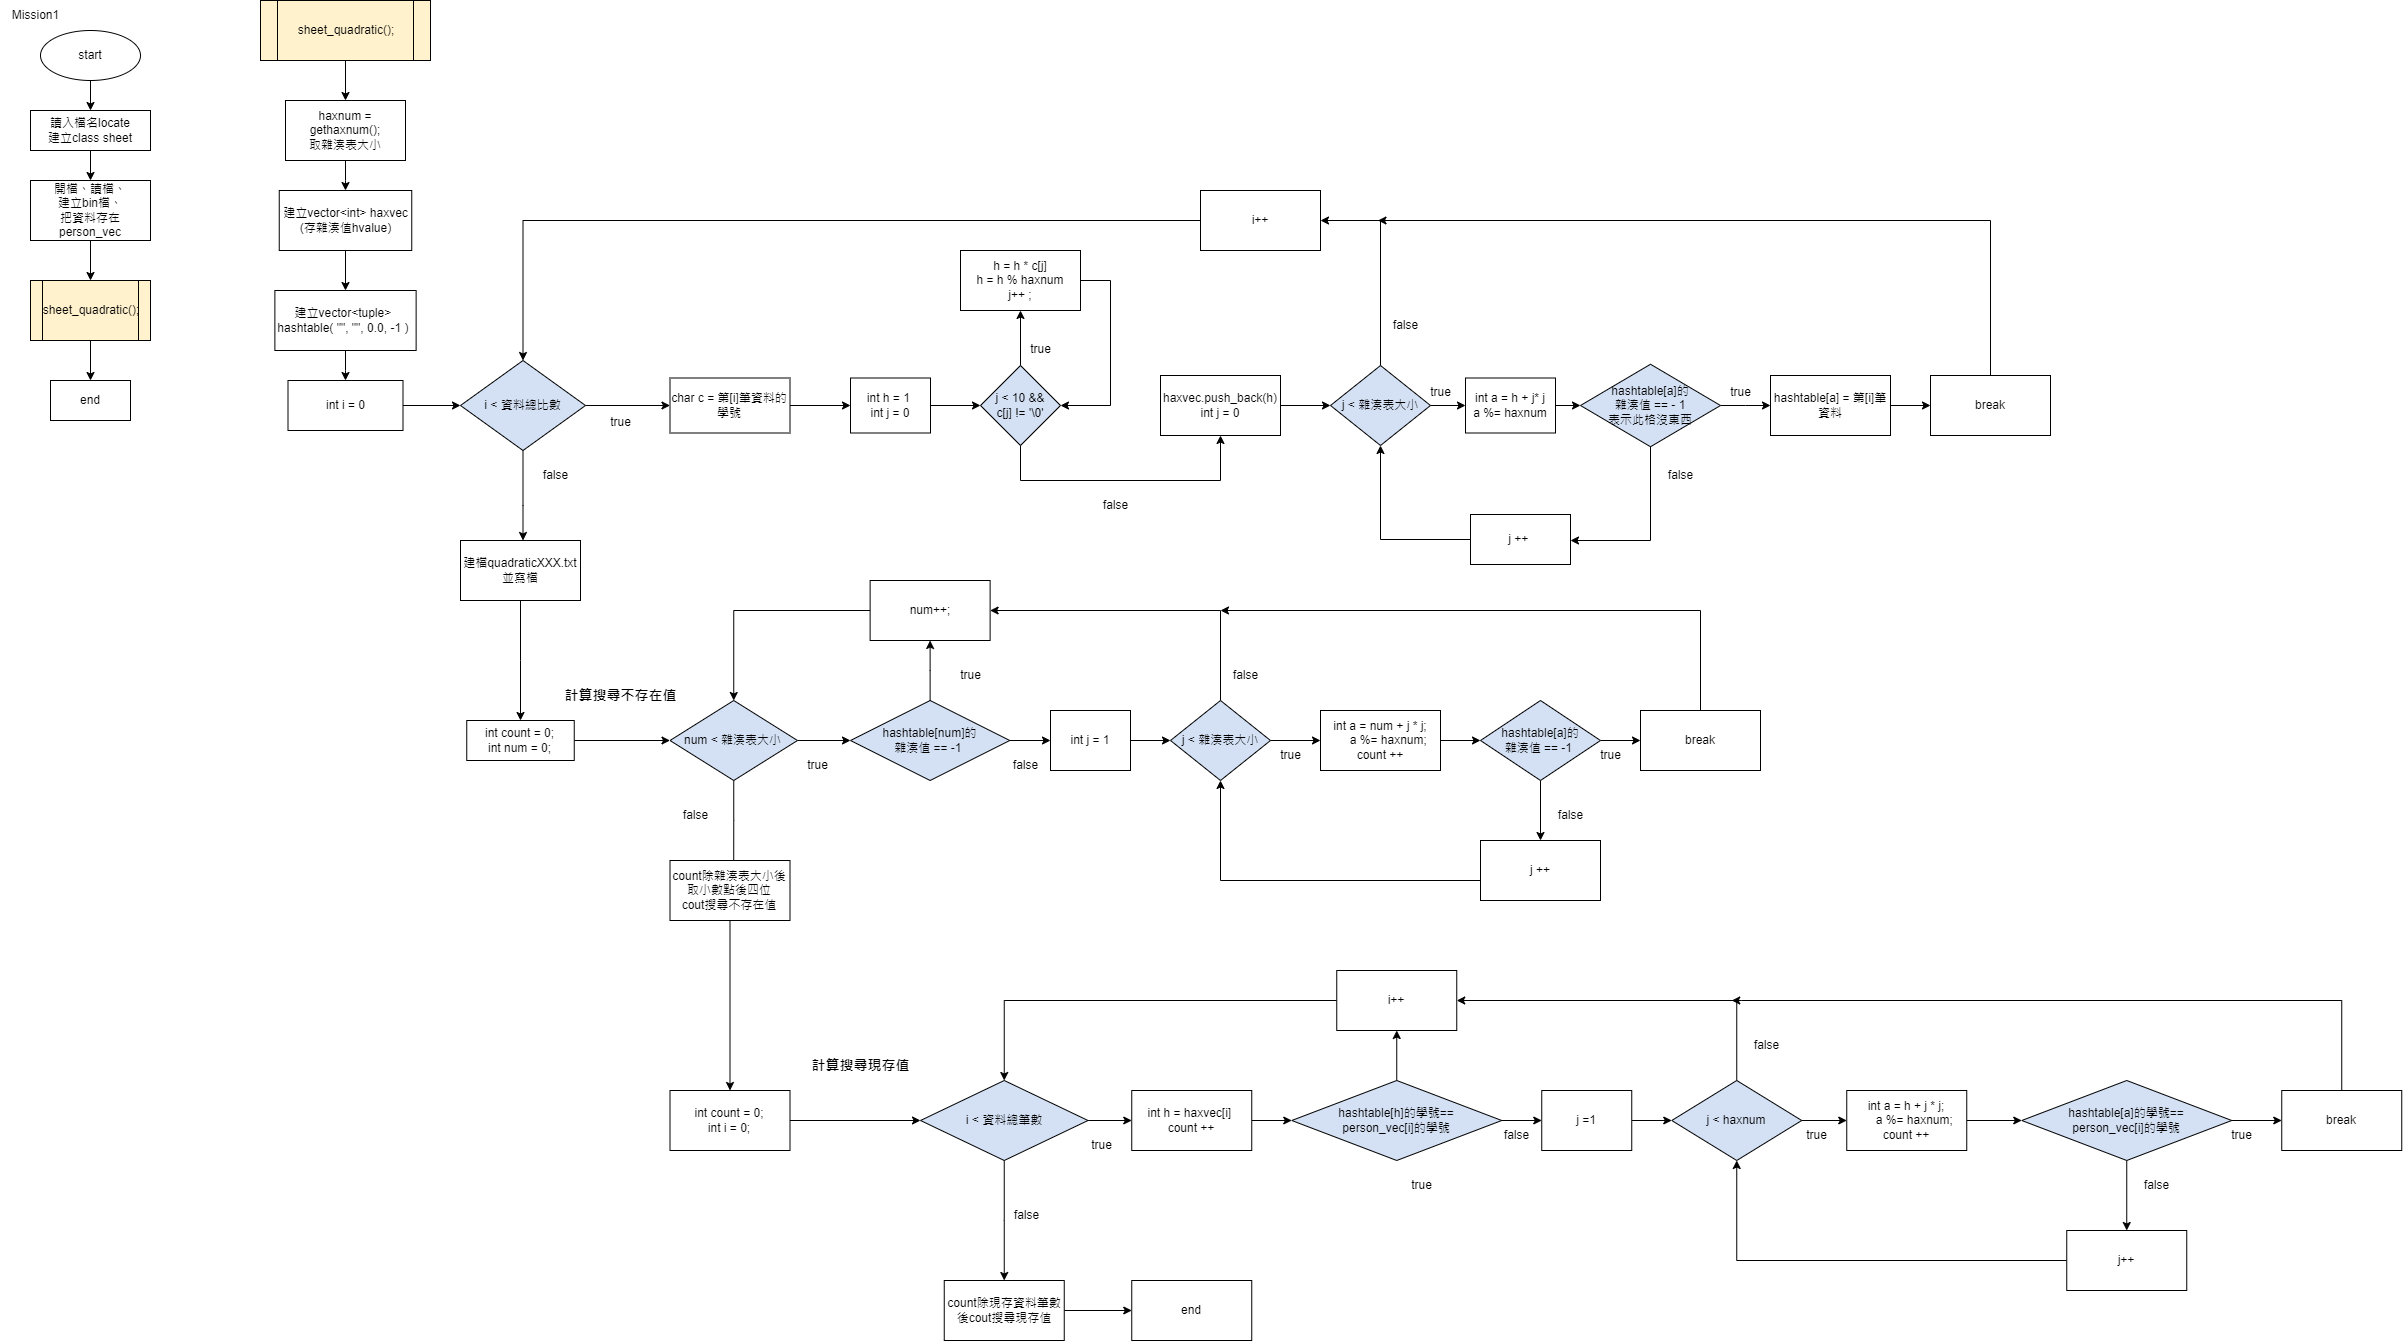 Mission1
start
讀入檔名locate
建立class sheet
開檔、讀檔、
建立bin檔、
把資料存在
person_vec
sheet_quadratic();
end
sheet_quadratic();
haxnum =
gethaxnum();
取雜湊表大小
建立vector<int> haxvec
(存雜湊值hvalue)
建立vector<tuple>
hashtable( "", "", 0.0, -1 )
int i = 0
i < 資料總比數
true
false
char c = 第[i]筆資料的
學號
int h = 1
int j = 0
j < 10 &&
c[j] != '\0'
true
h = h * c[j]
h = h % haxnum
j++ ;
false
haxvec.push_back(h)
int j = 0
j < 雜湊表大小
false
true
int a = h + j* j
a %= haxnum
hashtable[a]的
雜湊值 == - 1
表示此格沒東西
true
false
hashtable[a] = 第[i]筆
資料
break
j ++
i++
建檔quadraticXXX.txt
並寫檔
計算搜尋不存在值
int count = 0;
int num = 0;
num < 雜湊表大小
true
false
hashtable[num]的
雜湊值 == -1
true
false
num++;
int j = 1
j < 雜湊表大小
false
true
int a = num + j * j;
a %= haxnum;
count ++
hashtable[a]的
雜湊值 == -1
true
false
break
j ++
count除雜湊表大小後
取小數點後四位
cout搜尋不存在值
計算搜尋現存值
int count = 0;
int i = 0;
i < 資料總筆數
true
false
int h = haxvec[i]
count ++
hashtable[h]的學號==
person_vec[i]的學號
true
false
i++
j =1
j < haxnum
false
true
int a = h + j * j;
a %= haxnum;
count ++
hashtable[a]的學號==
person_vec[i]的學號
true
false
break
j++
count除現存資料筆數
後cout搜尋現存值
end